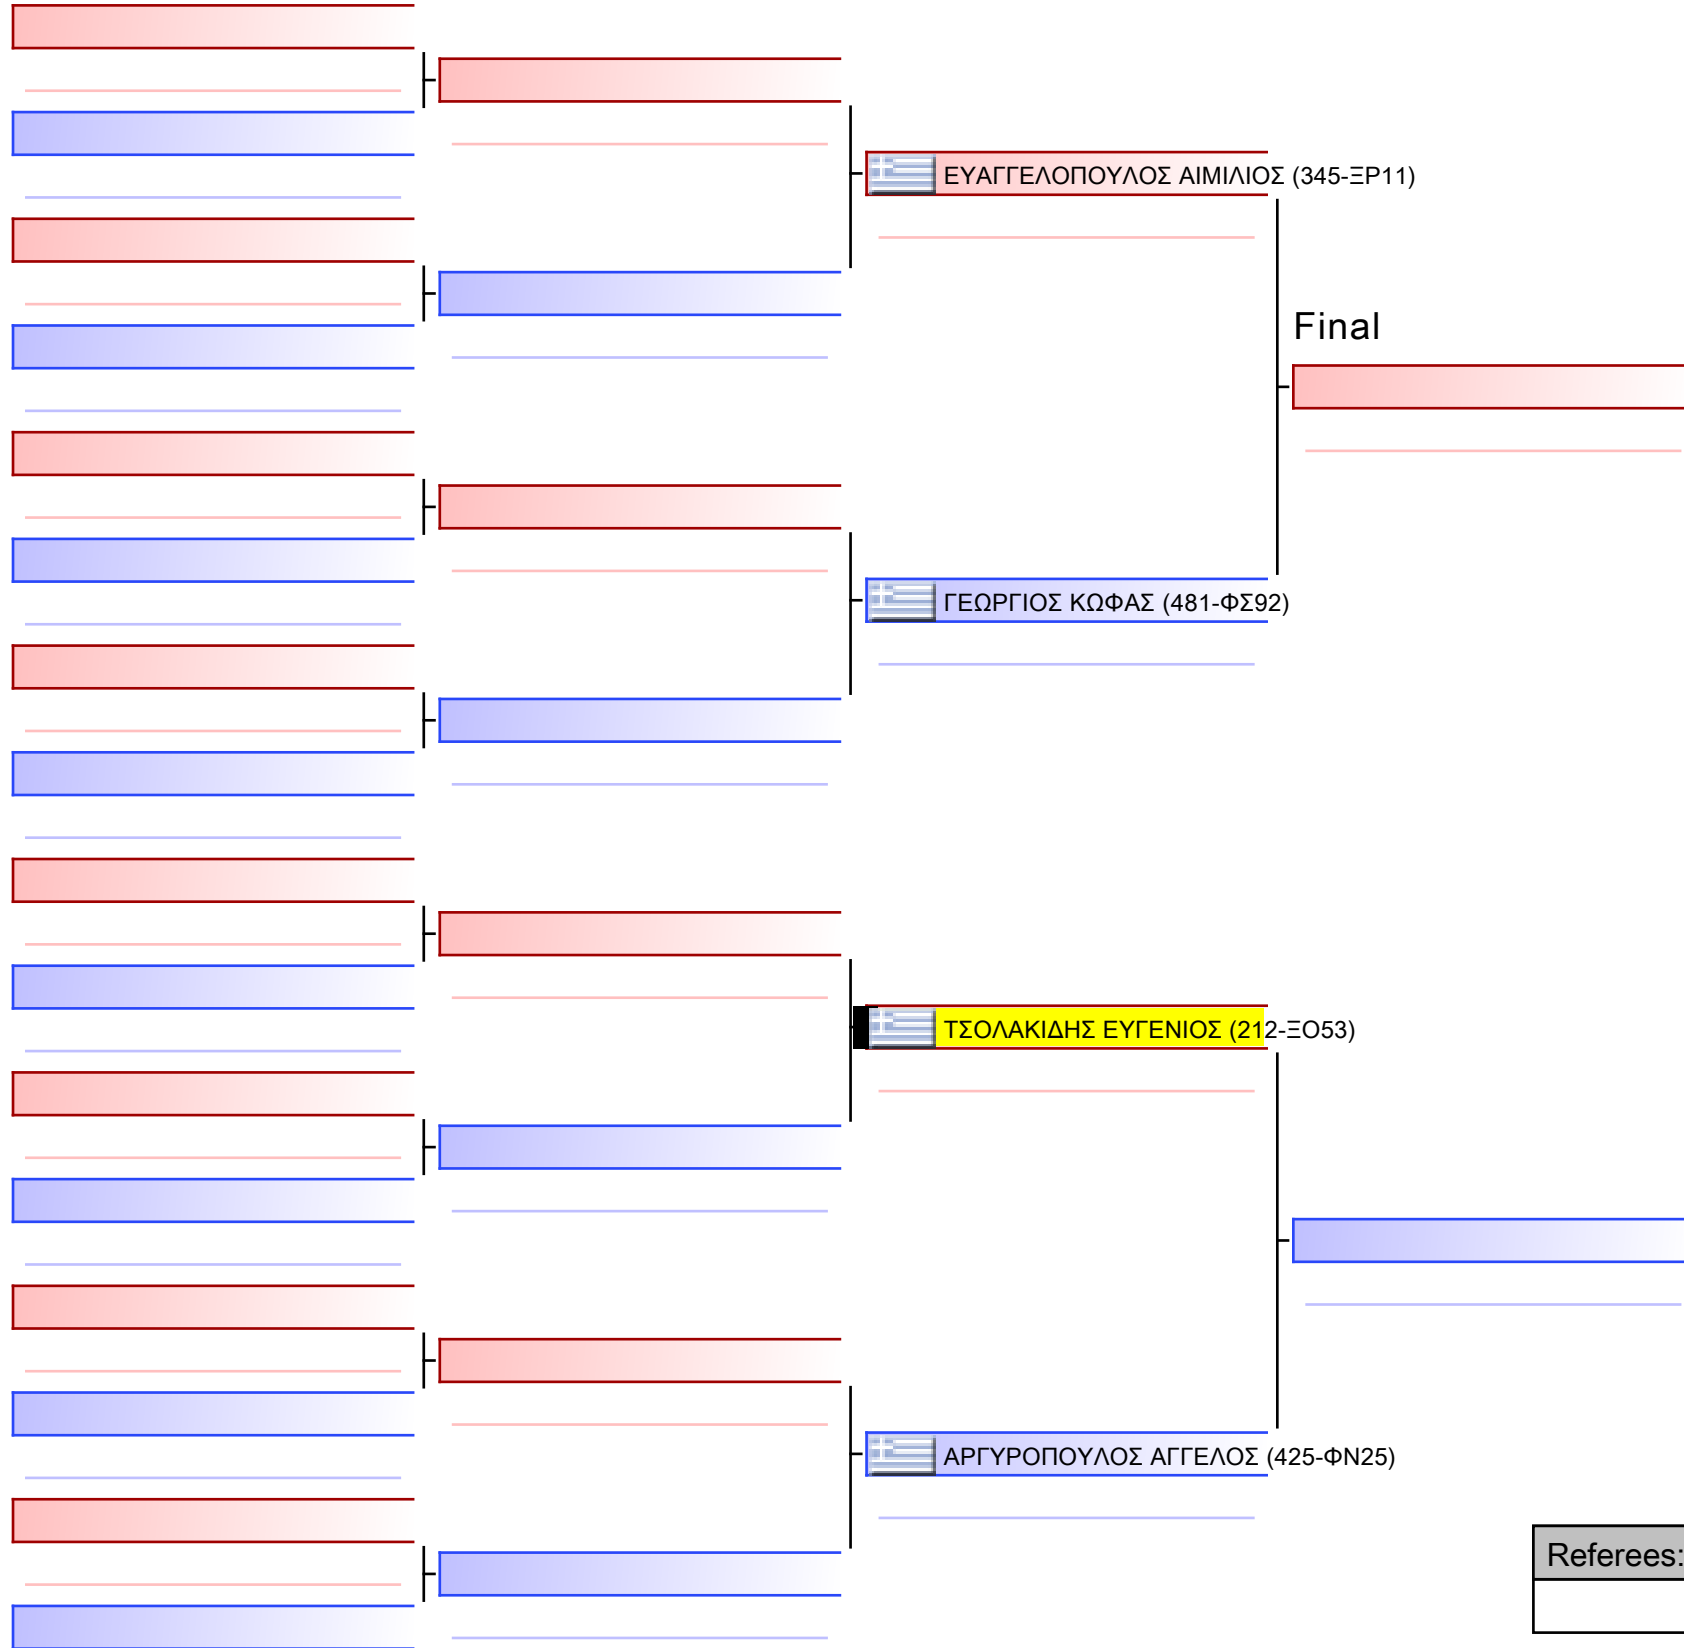 ΕΥΑΓΓΕΛΟΠΟΥΛΟΣ ΑΙΜΙΛΙΟΣ (345-ΞΡ11)
Final
ΓΕΩΡΓΙΟΣ ΚΩΦΑΣ (481-ΦΣ92)
ΤΣΟΛΑΚΙΔΗΣ ΕΥΓΕΝΙΟΣ (212-ΞΟ53)
ΑΡΓΥΡΟΠΟΥΛΟΣ ΑΓΓΕΛΟΣ (425-ΦΝ25)
Referees: